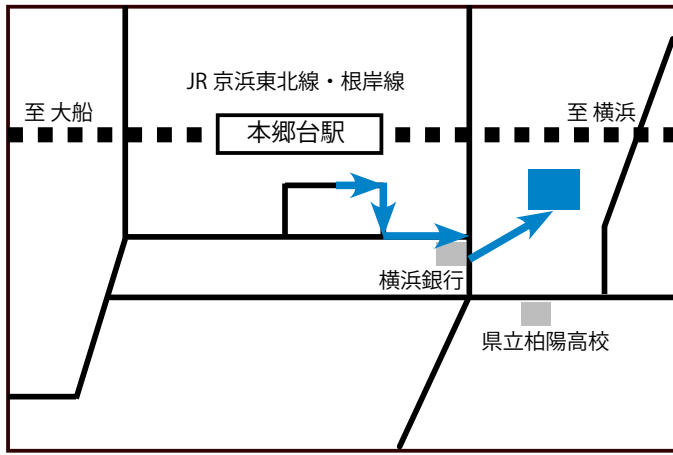 JR 京浜東北線・根岸線
至 大船
至 横浜
本郷台駅
横浜銀行
県立柏陽高校